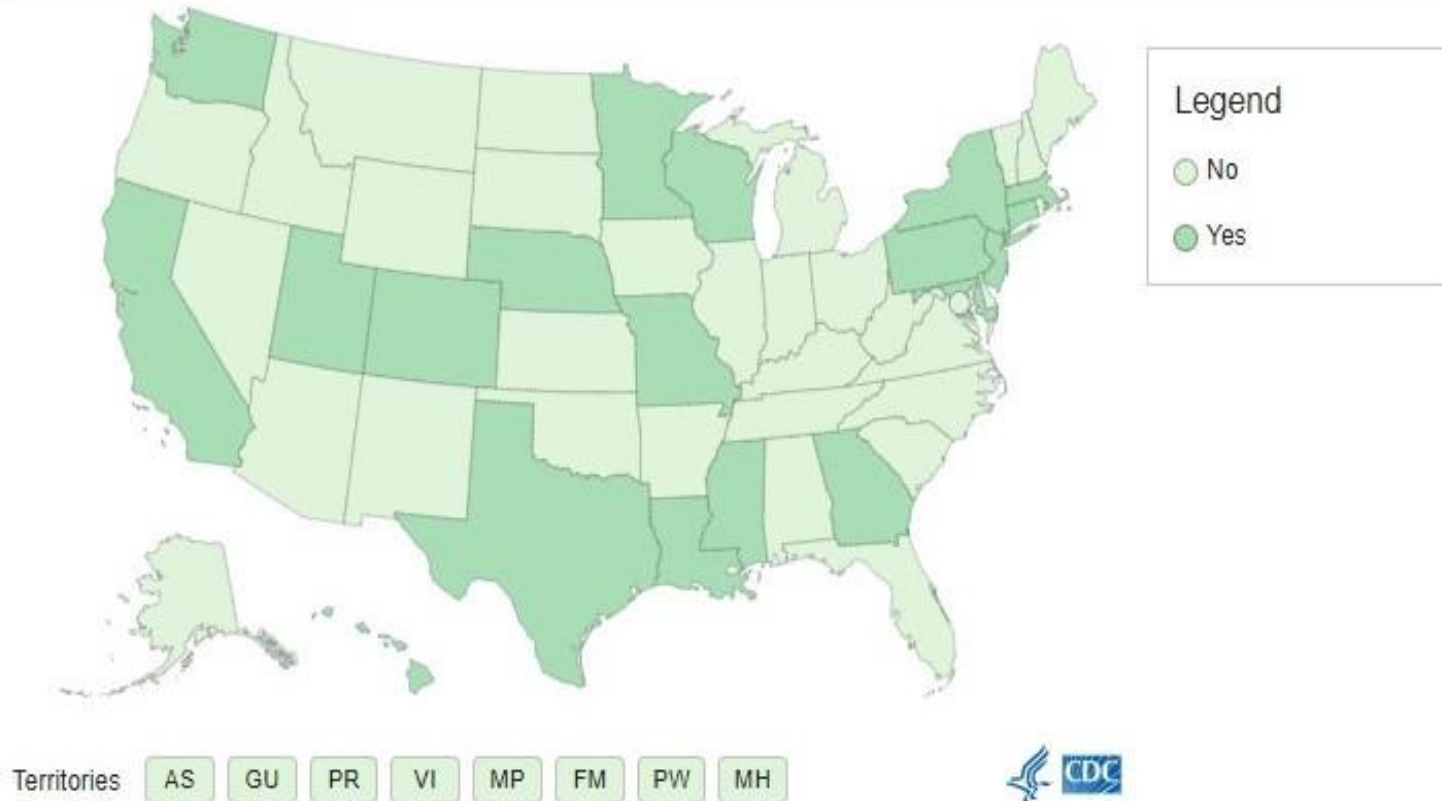 Legend
No
Yes
Territories AS GU PR VI MP FM PW MH
CDC